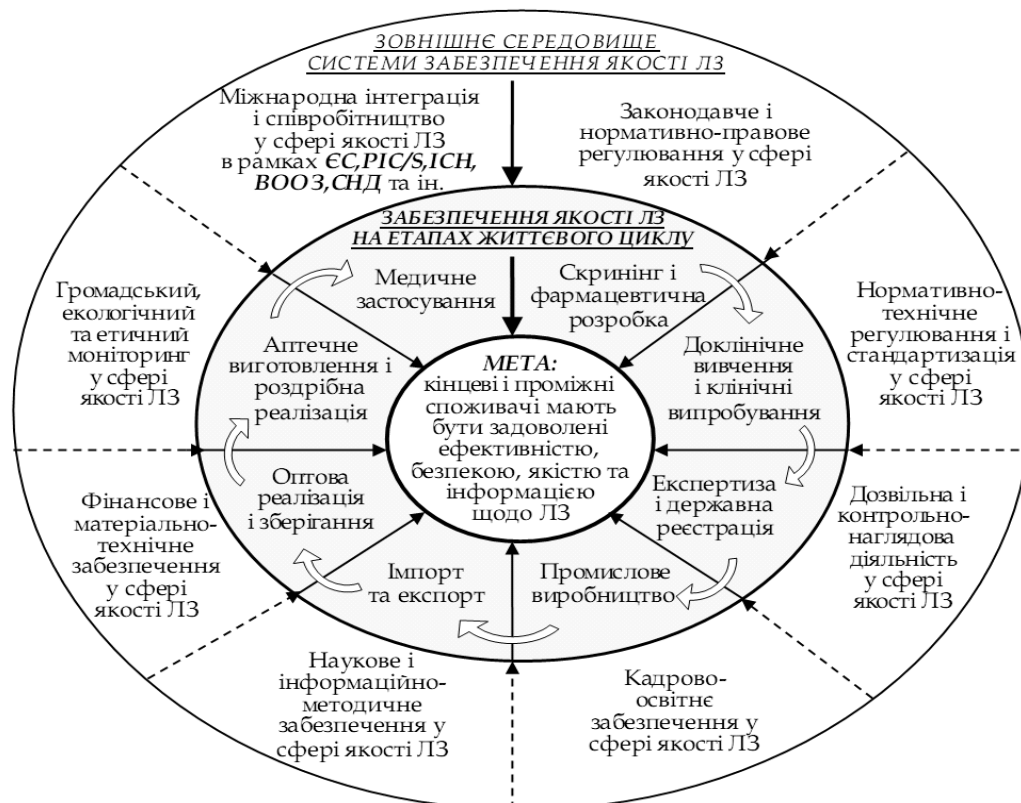 ЗОВНІШНЄ СЕРЕДОВИЩЕ
СИСТЕМИ ЗАБЕЗПЕЧЕННЯ ЯКОСТІ ЛЗ
Міжнародна інтеграція
і співробітництво
у сфері якості ЛЗ
в рамках ЄС,PIC/S,ICH,
ВООЗ,СНД та ін.
Законодавче і
нормативно-правове
регулювання у сфері
якості ЛЗ
Нормативно-
технічне
регулювання і
стандартизація
у сфері
якості ЛЗ
Дозвільна і
контрольно-
наглядова
діяльність
у сфері
якості ЛЗ
Кадрово-
освітнє
забезпечення у
сфері якості ЛЗ
Наукове і
інформаційно-
методичне
забезпечення у
сфері якості ЛЗ
Фінансове і
матеріально-
технічне
забезпечення
у сфері
якості ЛЗ
Громадський,
екологічний
та етичний
моніторинг
у сфері
якості ЛЗ
ЗАБЕЗПЕЧЕННЯ ЯКОСТІ ЛЗ
НА ЕТАПАХ ЖИТТЄВОГО ЦИКЛУ
Скринінг і
фармацевтична
розробка
Доклінічне
вивчення
і клінічні
випробування
Експертиза
і державна
реєстрація
Промислове
виробництво
Імпорт
та експорт
Оптова
реалізація
і зберігання
Аптечне
виготовлення і
роздрібна
реалізація
Медичне
застосування
МЕТА:
кінцеві і проміжні
споживачі мають
бути задоволені
ефективністю,
безпекою, якістю та
інформацією
щодо ЛЗ